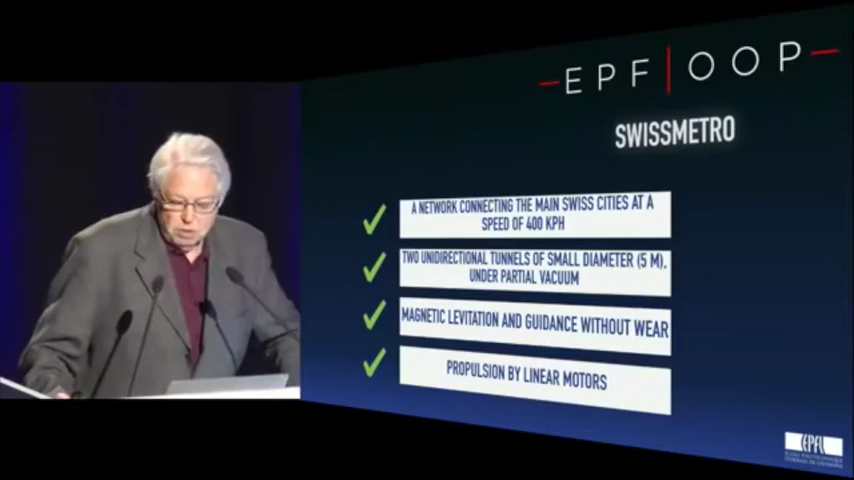 EPF|OOP
SWISSMETRO
A NETWORK CONNECTING THE MAIN SWISS CITIES AT A
SPEED OF 400 KPH
TWO UNIDIRECTIONAL TUNNELS OF SMALL DIAMETER (5 M),
UNDER PARTIAL VACUUM
MAGNETIC LEVITATION AND GUIDANCE WITHOUT WEAR
PROPULSION BY LINEAR MOTORS
EPFL